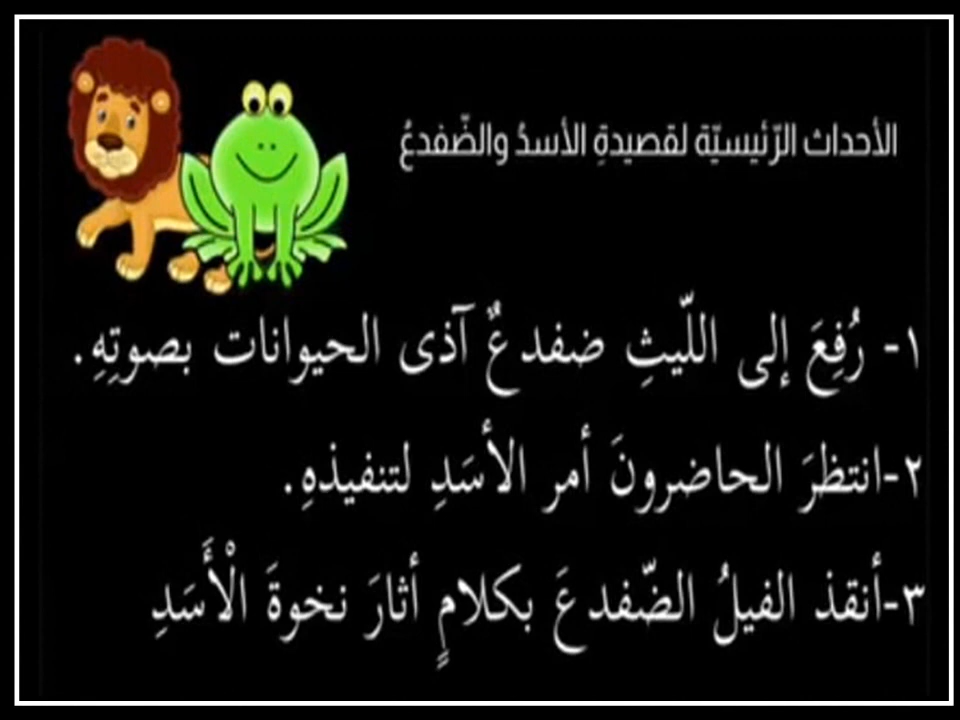 الأحداث الرّئيسيّة لقصيدةِ الأسدُ والضّفدعُ
١- رُفِعَ إلى اللّيثِ ضفدعٌ آذى الحيوانات بصوتِهِ.
٢-انتظرَ الحاضرونَ أمر الأسَدِ لتنفيذهِ.
٣-أنقذ الفيلُ الضّفدعَ بكلامٍ أثارَ نخوةَ الْأَسَدِ